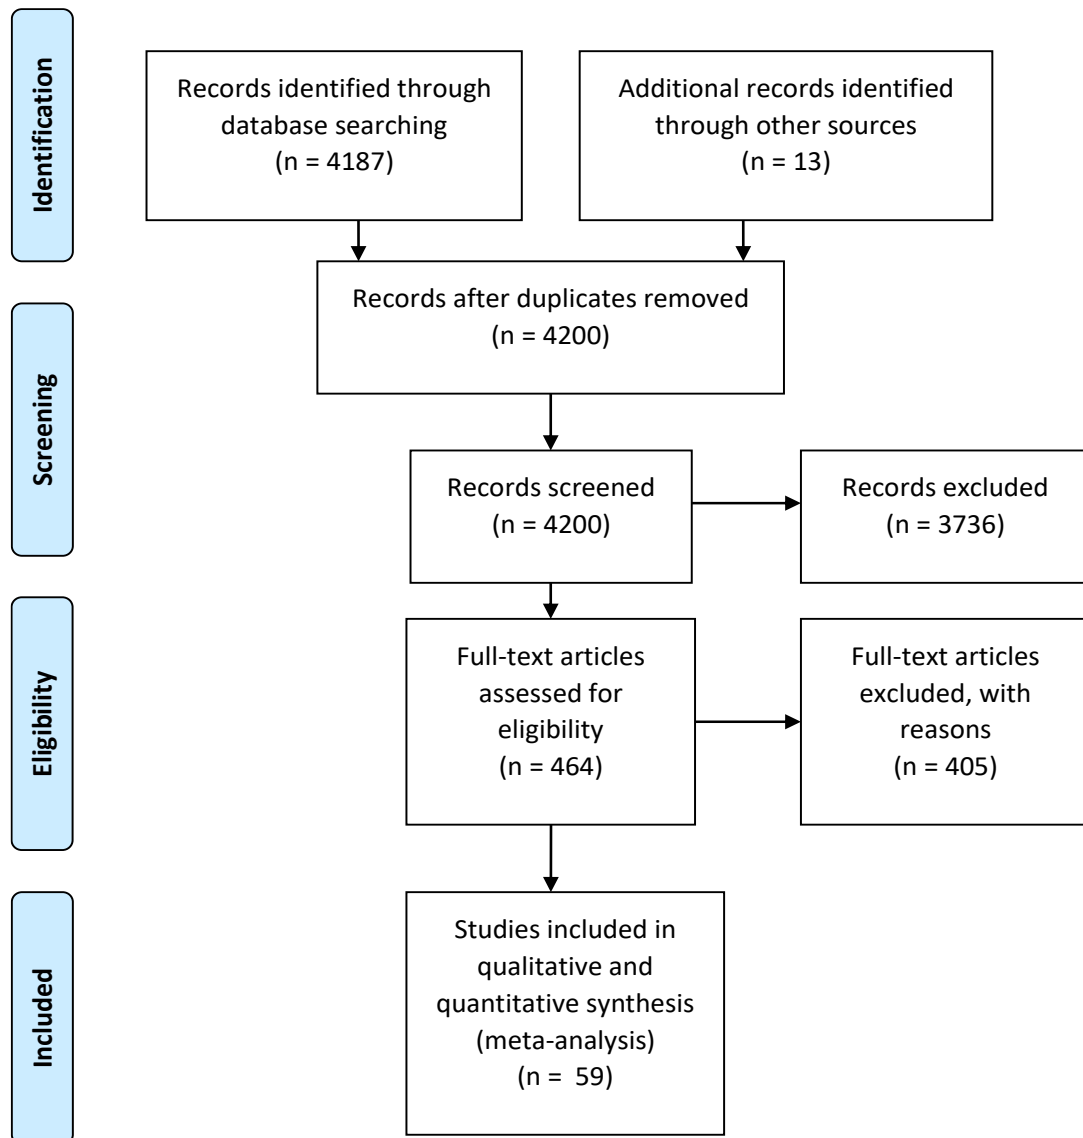 Identification
Records identified through
database searching
(n = 4187)
Additional records identified
through other sources
(n = 13)
Records after duplicates removed
(n = 4200)
Screening
Records screened
(n = 4200)
Records excluded
(n = 3736)
Eligibility
Full-text articles
assessed for
eligibility
(n = 464)
Full-text articles
excluded, with
reasons
(n = 405)
Included
Studies included in
qualitative and
quantitative synthesis
(meta-analysis)
(n = 59)